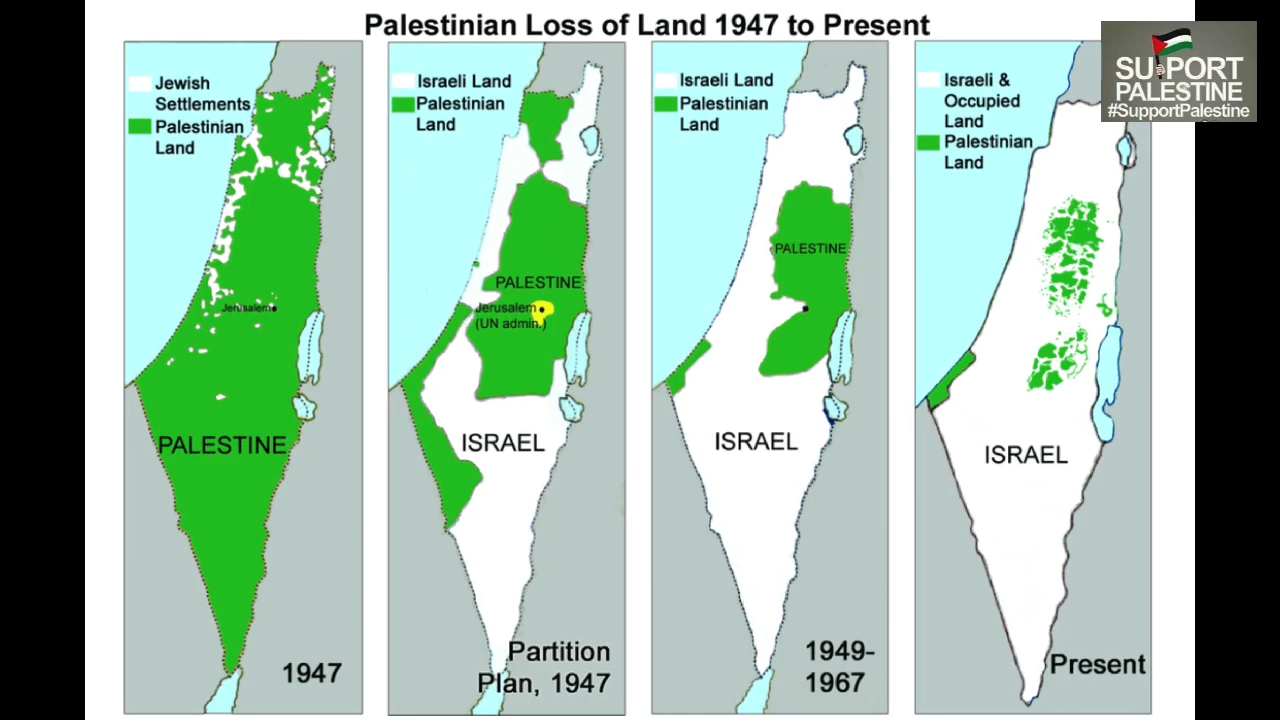 Palestinian Loss of Land 1947 to Present
Jewish
Settlements
Palestinian
Land
Jerusalem
PALESTINE
1947
Israeli Land
Palestinian
Land
PALESTINE
Jerusalem
(UN admin.)
ISRAEL
Partition
Plan, 1947
Israeli Land
Palestinian
Land
PALESTINE
ISRAEL
1949-
1967
Israeli &
Occupied
Land
Palestinian
Land
ISRAEL
Present
SUPPORT
PALESTINE
#SupportPalestine